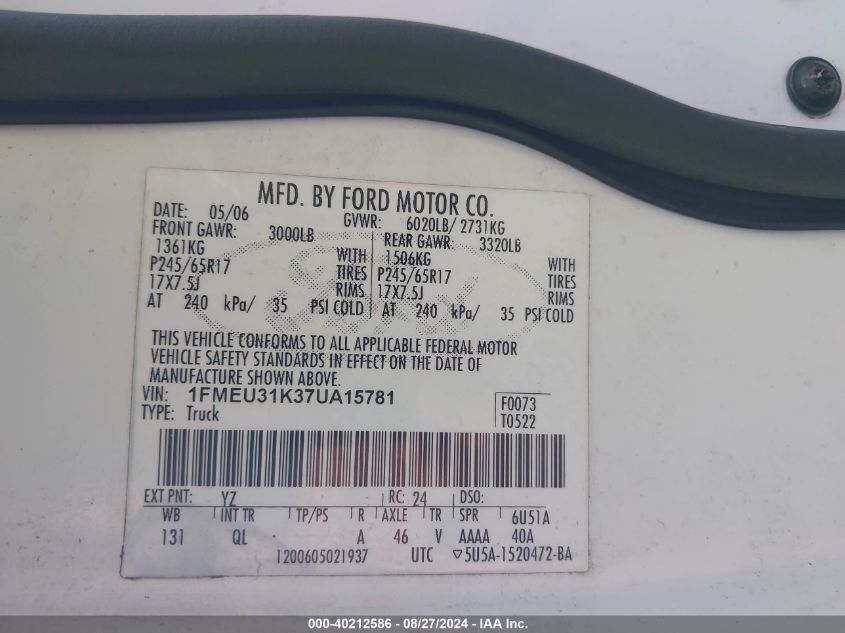 MFD. BY FORD MOTOR CO.
DATE: 05/06 GVWR: 6020LB/ 2731KG
FRONT GAWR: 3000LB REAR GAWR: 3320LB
1361KG WITH 1506KG WITH
P245/65R17 TIRES P245/65R17 TIRES
17X7.5J RIMS 17X7.5J RIMS
AT 240 kPa/ 35 PSI COLD AT 240 kPa/ 35 PSI COLD
THIS VEHICLE CONFORMS TO ALL APPLICABLE FEDERAL MOTOR
VEHICLE SAFETY STANDARDS IN EFFECT ON THE DATE OF
MANUFACTURE SHOWN ABOVE.
VIN: 1FMEU31K37UA15781
TYPE: Truck
F0073
T0522
EXT PNT: YZ RC: 24 DSO:
WB INT TR TP/PS R AXLE TR SPR 6U51A
131 QL A 46 V AAAA 40A
1200605021937 UTC ▽5U5A-1520472-BA
000-40212586 - 08/27/2024 - IAA Inc.